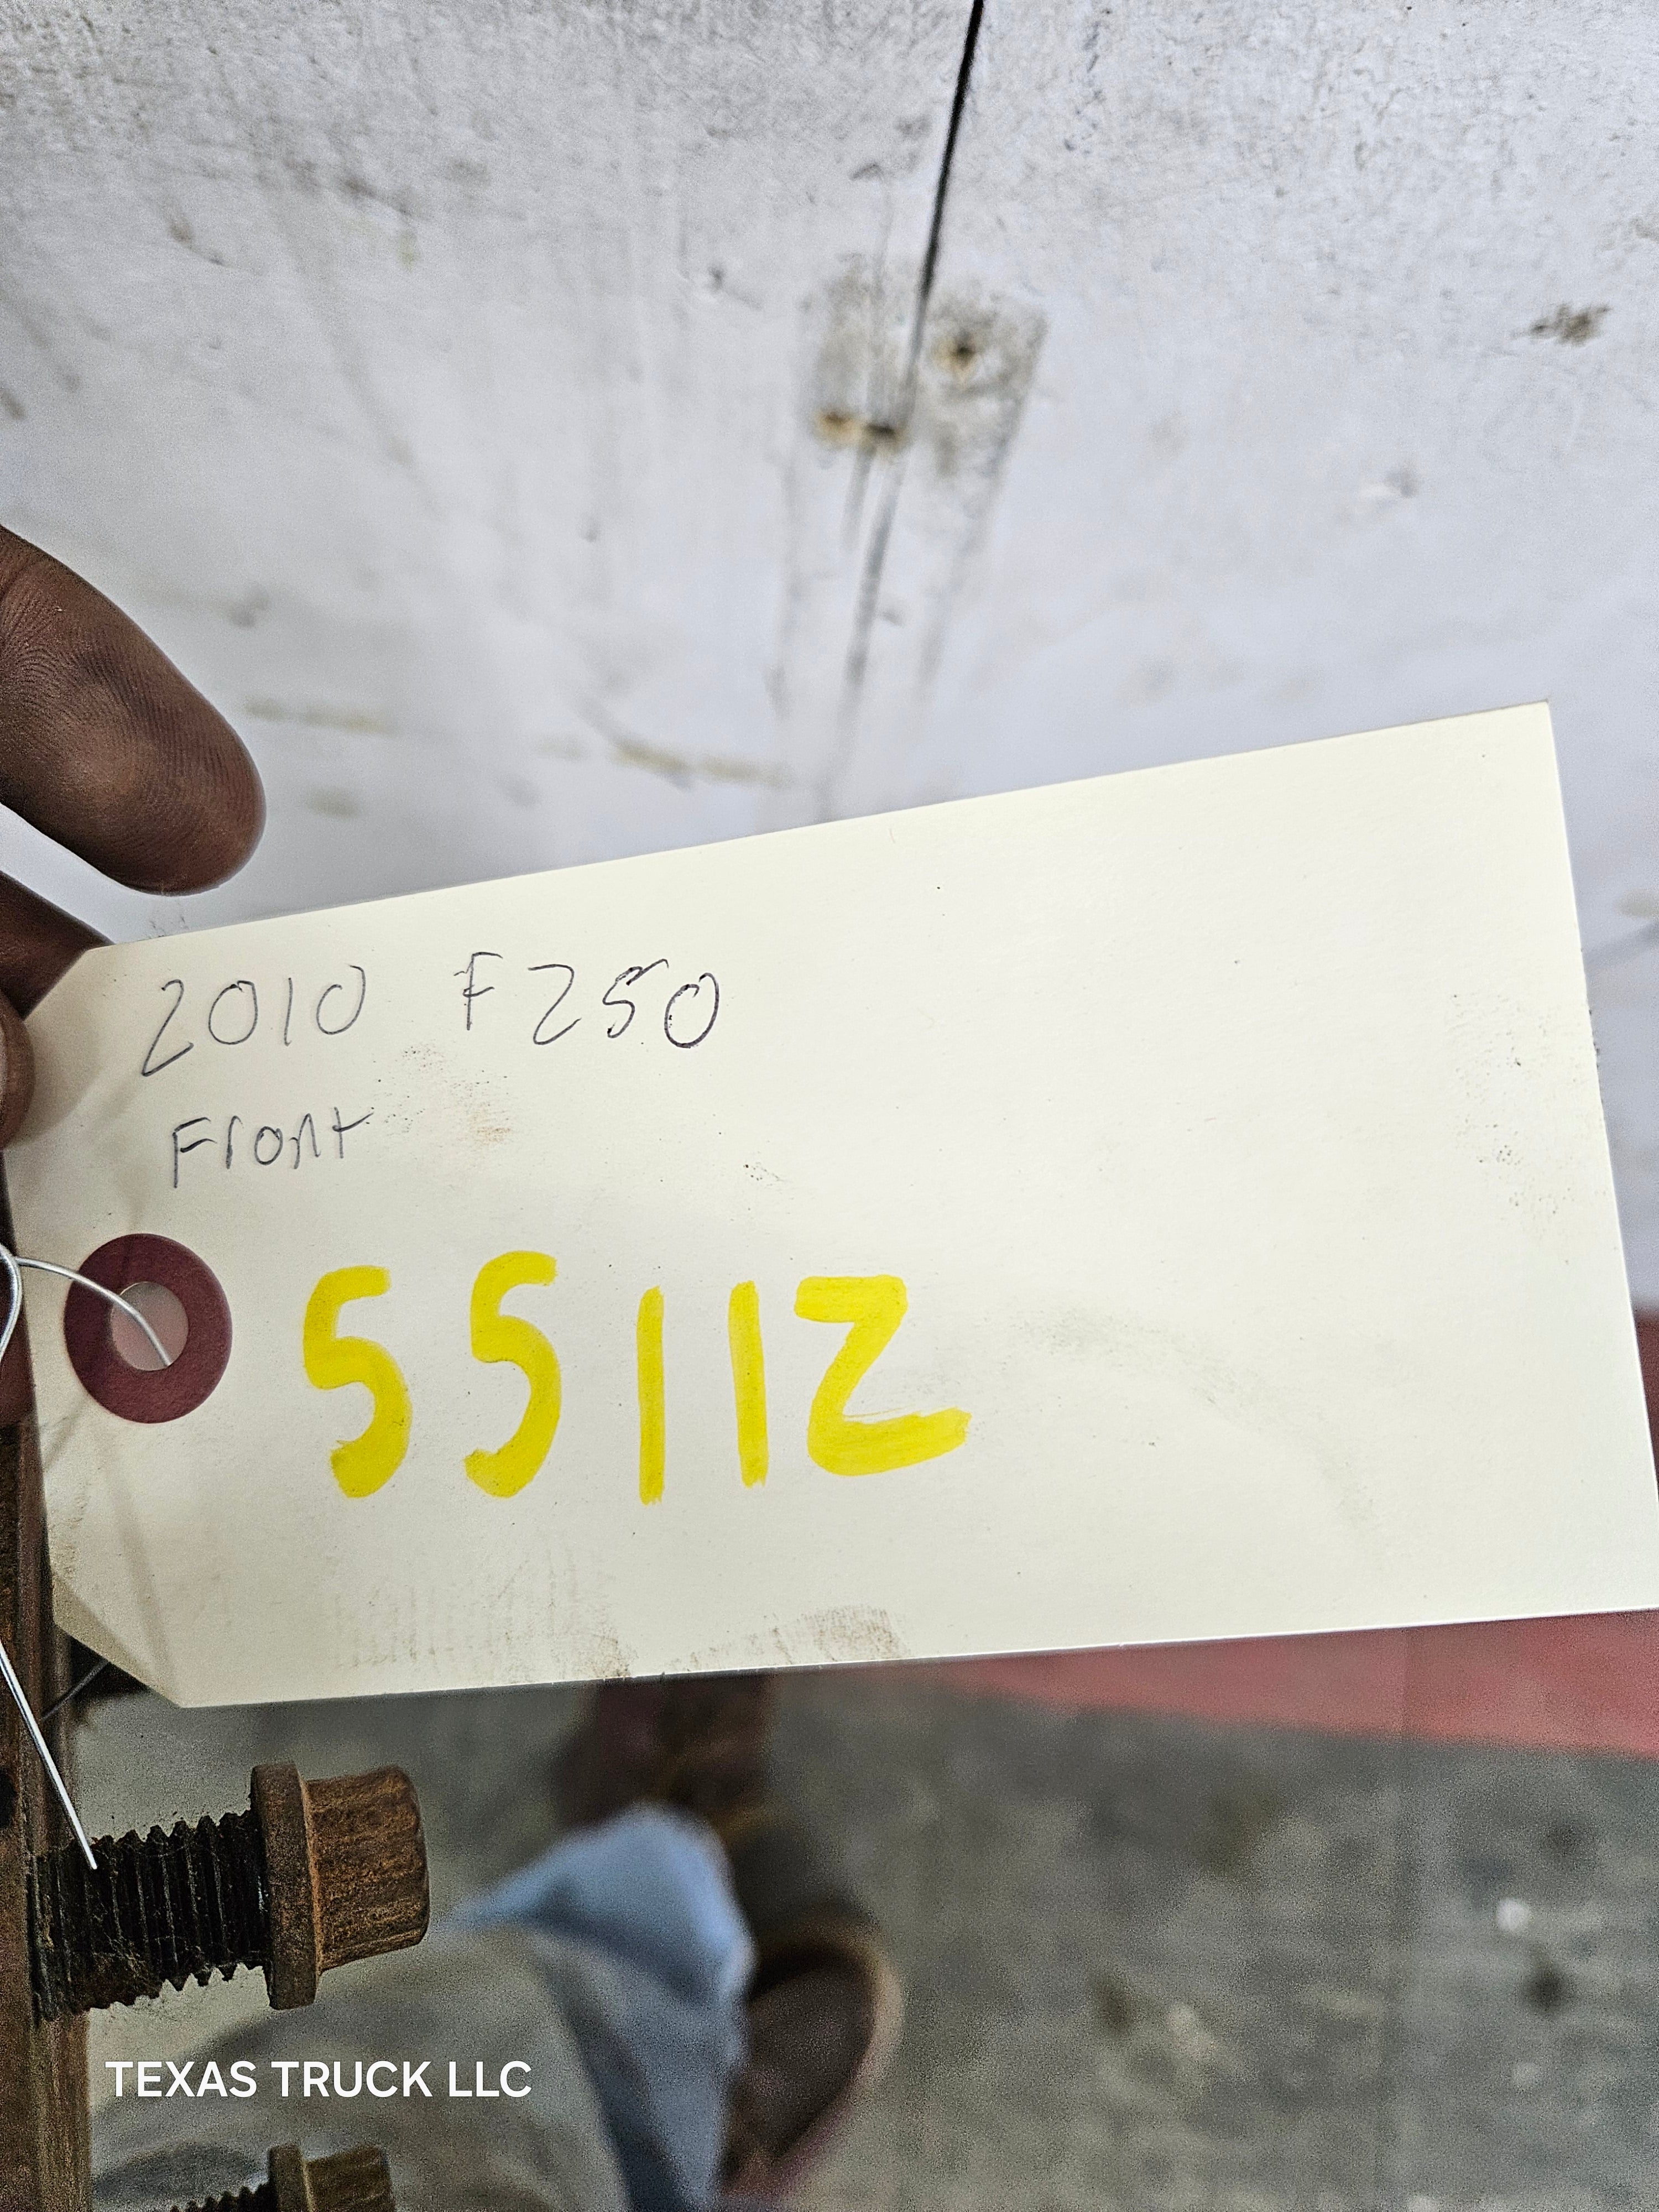 2010 F250
Front
55112
TEXAS TRUCK LLC